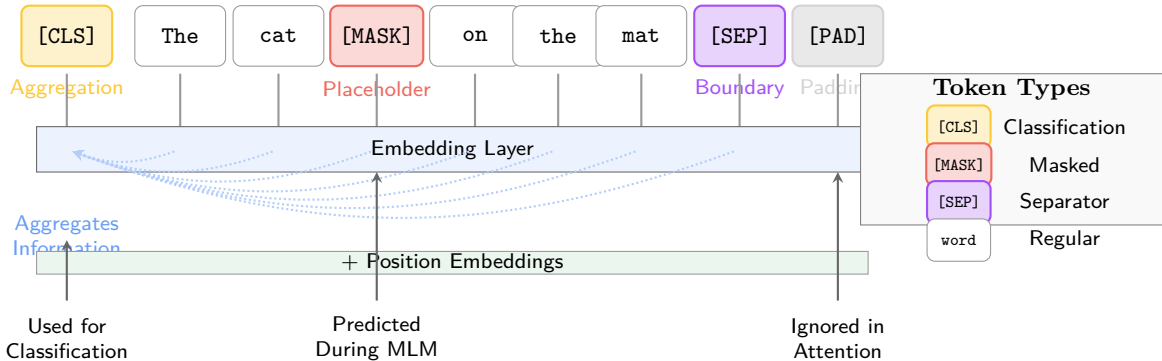 [CLS] The cat [MASK] on the mat [SEP] [PAD]
Aggregation Placeholder Boundary Paddin
Token Types
[CLS] Classification
[MASK] Masked
[SEP] Separator
word Regular
Embedding Layer
Aggregates
Information
+ Position Embeddings
Used for
Classification
Predicted
During MLM
Ignored in
Attention